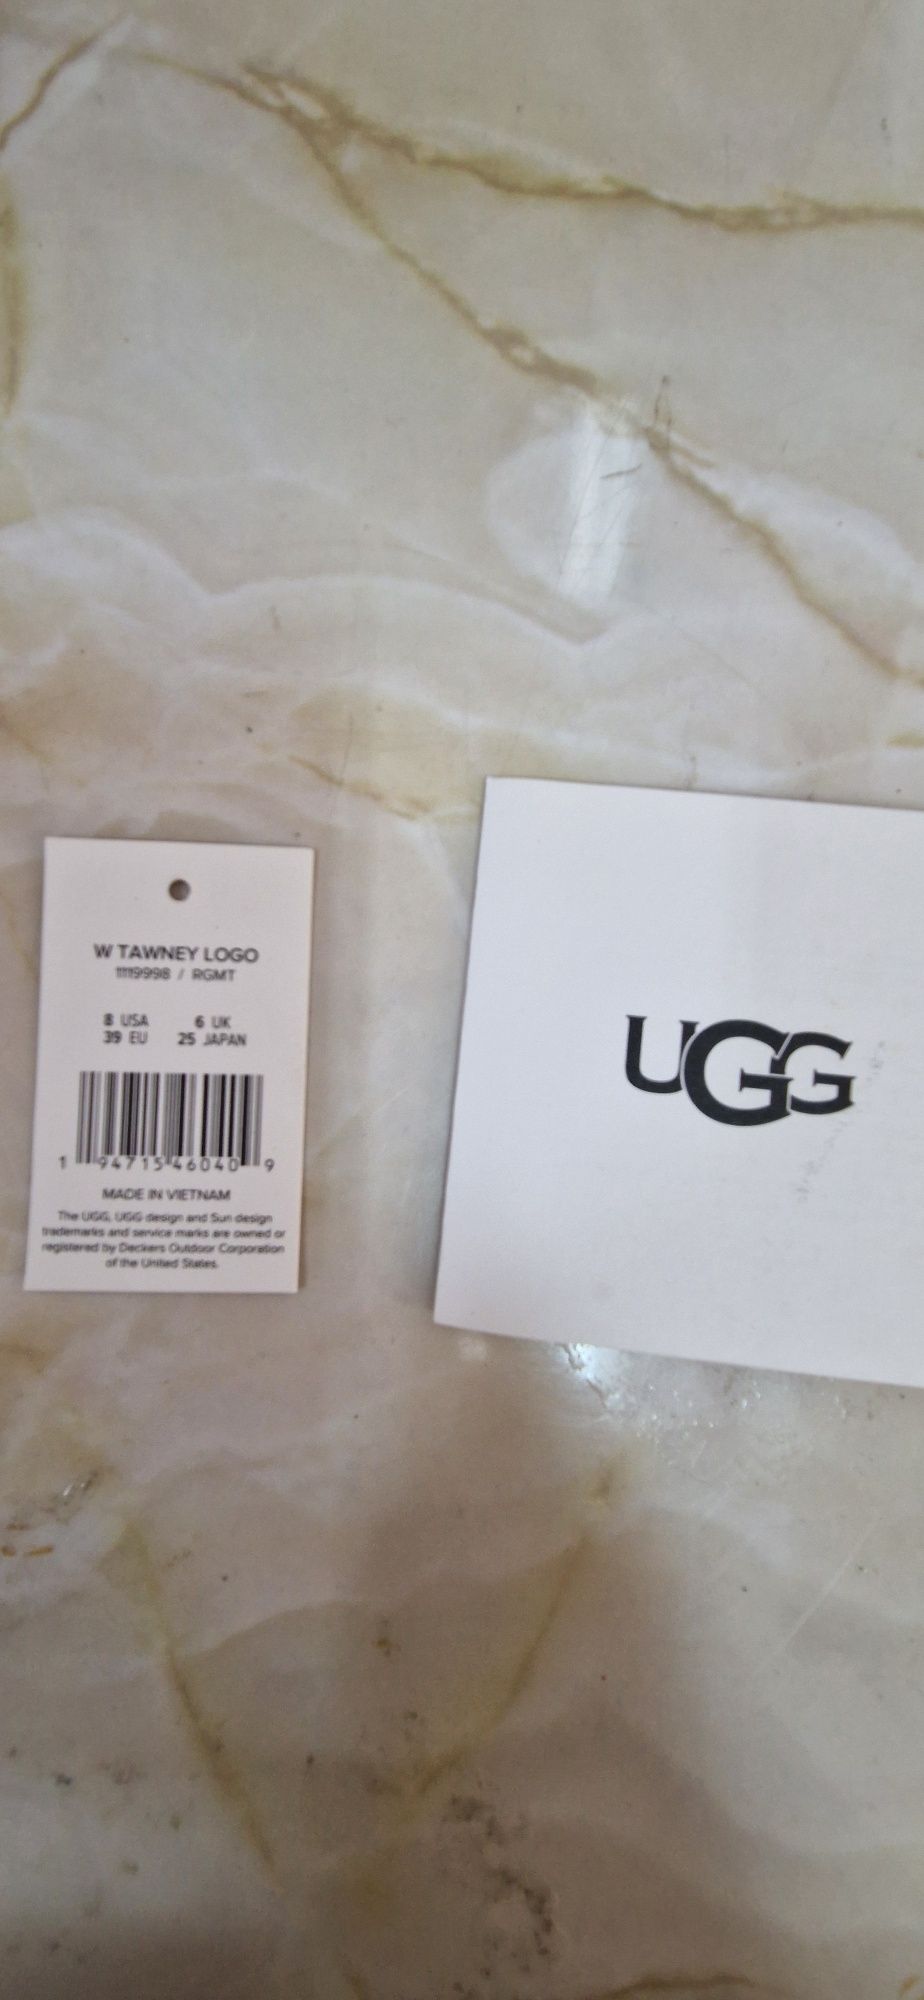 W TAWNEY LOGO
1119998 / RGMT
8 USA 6 UK
39 EU 25 JAPAN
1 94715 46040 9
MADE IN VIETNAM
The UGG, UGG design and Sun design
trademarks and service marks are owned or
registered by Deckers Outdoor Corporation
of the United States.
UGG